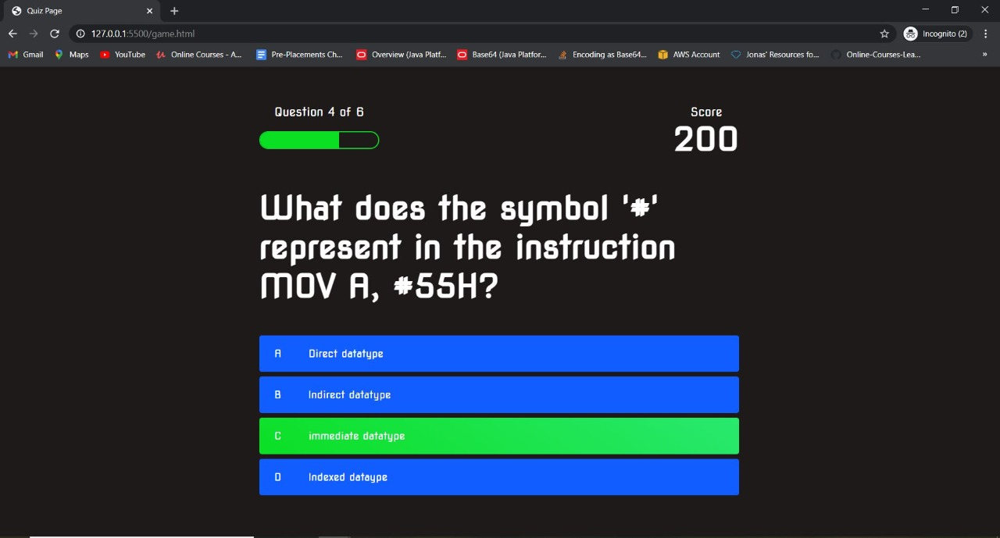 Quiz Page
127.0.0.1:5500/game.html
Incognito (2)
Gmail Maps YouTube Online Courses - A... Pre-Placements Ch... Overview (Java Platf... Base64 (Java Platfor... Encoding as Base64... AWS Account Jonas' Resources fo... Online-Courses-Lea... »
Question 4 of 6
Score
200
What does the symbol '#'
represent in the instruction
MOV A, #55H?
A Direct datatype
B Indirect datatype
C immediate datatype
D Indexed dataype